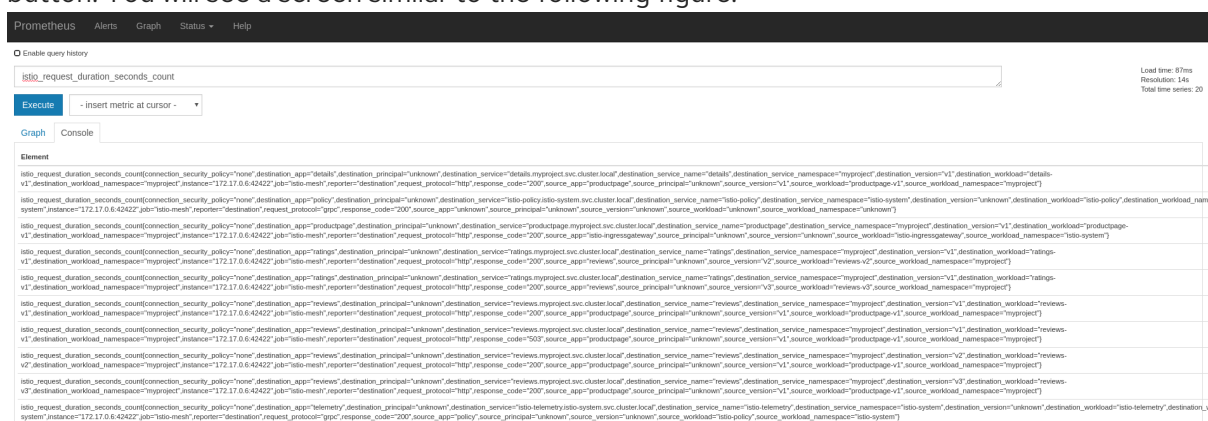 button. You will see a screen similar to the following figure:
Prometheus Alerts Graph Status Help
Enable query history
istio_request_duration_seconds_count
Load time: 87ms
Resolution: 14s
Total time series: 20
Execute - insert metric at cursor -
Graph Console
Element
istio_request_duration_seconds_count{connection_security_policy="none",destination_app="details",destination_principal="unknown",destination_service="details.myproject.svc.cluster.local",destination_service_name="details",destination_service_namespace="myproject",destination_version="v1",destination_workload="details-
v1",destination_workload_namespace="myproject",instance="172.17.0.6:42422",job="istio-mesh",reporter="destination",request_protocol="http",response_code="200",source_app="productpage",source_principal="unknown",source_version="v1",source_workload="productpage-v1",source_workload_namespace="myproject"}
istio_request_duration_seconds_count{connection_security_policy="none",destination_app="policy",destination_principal="unknown",destination_service="istio-policy.istio-system.svc.cluster.local",destination_service_name="istio-policy",destination_service_namespace="istio-system",destination_version="unknown",destination_workload="istio-policy",destination_workload_nam
system",instance="172.17.0.6:42422",job="istio-mesh",reporter="destination",request_protocol="grpc",response_code="200",source_app="unknown",source_principal="unknown",source_version="unknown",source_workload="unknown",source_workload_namespace="unknown"}
istio_request_duration_seconds_count{connection_security_policy="none",destination_app="productpage",destination_principal="unknown",destination_service="productpage.myproject.svc.cluster.local",destination_service_name="productpage",destination_service_namespace="myproject",destination_version="v1",destination_workload="productpage-
v1",destination_workload_namespace="myproject",instance="172.17.0.6:42422",job="istio-mesh",reporter="destination",request_protocol="http",response_code="200",source_app="istio-ingressgateway",source_principal="unknown",source_version="unknown",source_workload="istio-ingressgateway",source_workload_namespace="istio-system"}
istio_request_duration_seconds_count{connection_security_policy="none",destination_app="ratings",destination_principal="unknown",destination_service="ratings.myproject.svc.cluster.local",destination_service_name="ratings",destination_service_namespace="myproject",destination_version="v1",destination_workload="ratings-
v1",destination_workload_namespace="myproject",instance="172.17.0.6:42422",job="istio-mesh",reporter="destination",request_protocol="http",response_code="200",source_app="reviews",source_principal="unknown",source_version="v2",source_workload="reviews-v2",source_workload_namespace="myproject"}
istio_request_duration_seconds_count{connection_security_policy="none",destination_app="ratings",destination_principal="unknown",destination_service="ratings.myproject.svc.cluster.local",destination_service_name="ratings",destination_service_namespace="myproject",destination_version="v1",destination_workload="ratings-
v1",destination_workload_namespace="myproject",instance="172.17.0.6:42422",job="istio-mesh",reporter="destination",request_protocol="http",response_code="200",source_app="reviews",source_principal="unknown",source_version="v3",source_workload="reviews-v3",source_workload_namespace="myproject"}
istio_request_duration_seconds_count{connection_security_policy="none",destination_app="reviews",destination_principal="unknown",destination_service="reviews.myproject.svc.cluster.local",destination_service_name="reviews",destination_service_namespace="myproject",destination_version="v1",destination_workload="reviews-
v1",destination_workload_namespace="myproject",instance="172.17.0.6:42422",job="istio-mesh",reporter="destination",request_protocol="http",response_code="200",source_app="productpage",source_principal="unknown",source_version="v1",source_workload="productpage-v1",source_workload_namespace="myproject"}
istio_request_duration_seconds_count{connection_security_policy="none",destination_app="reviews",destination_principal="unknown",destination_service="reviews.myproject.svc.cluster.local",destination_service_name="reviews",destination_service_namespace="myproject",destination_version="v1",destination_workload="reviews-
v1",destination_workload_namespace="myproject",instance="172.17.0.6:42422",job="istio-mesh",reporter="destination",request_protocol="http",response_code="503",source_app="productpage",source_principal="unknown",source_version="v1",source_workload="productpage-v1",source_workload_namespace="myproject"}
istio_request_duration_seconds_count{connection_security_policy="none",destination_app="reviews",destination_principal="unknown",destination_service="reviews.myproject.svc.cluster.local",destination_service_name="reviews",destination_service_namespace="myproject",destination_version="v2",destination_workload="reviews-
v2",destination_workload_namespace="myproject",instance="172.17.0.6:42422",job="istio-mesh",reporter="destination",request_protocol="http",response_code="200",source_app="productpage",source_principal="unknown",source_version="v1",source_workload="productpage-v1",source_workload_namespace="myproject"}
istio_request_duration_seconds_count{connection_security_policy="none",destination_app="reviews",destination_principal="unknown",destination_service="reviews.myproject.svc.cluster.local",destination_service_name="reviews",destination_service_namespace="myproject",destination_version="v3",destination_workload="reviews-
v3",destination_workload_namespace="myproject",instance="172.17.0.6:42422",job="istio-mesh",reporter="destination",request_protocol="http",response_code="200",source_app="productpage",source_principal="unknown",source_version="v1",source_workload="productpage-v1",source_workload_namespace="myproject"}
istio_request_duration_seconds_count{connection_security_policy="none",destination_app="telemetry",destination_principal="unknown",destination_service="istio-telemetry.istio-system.svc.cluster.local",destination_service_name="istio-telemetry",destination_service_namespace="istio-system",destination_version="unknown",destination_workload="istio-telemetry",destination_
system",instance="172.17.0.6:42422",job="istio-mesh",reporter="destination",request_protocol="grpc",response_code="200",source_app="policy",source_principal="unknown",source_version="unknown",source_workload="istio-policy",source_workload_namespace="istio-system"}